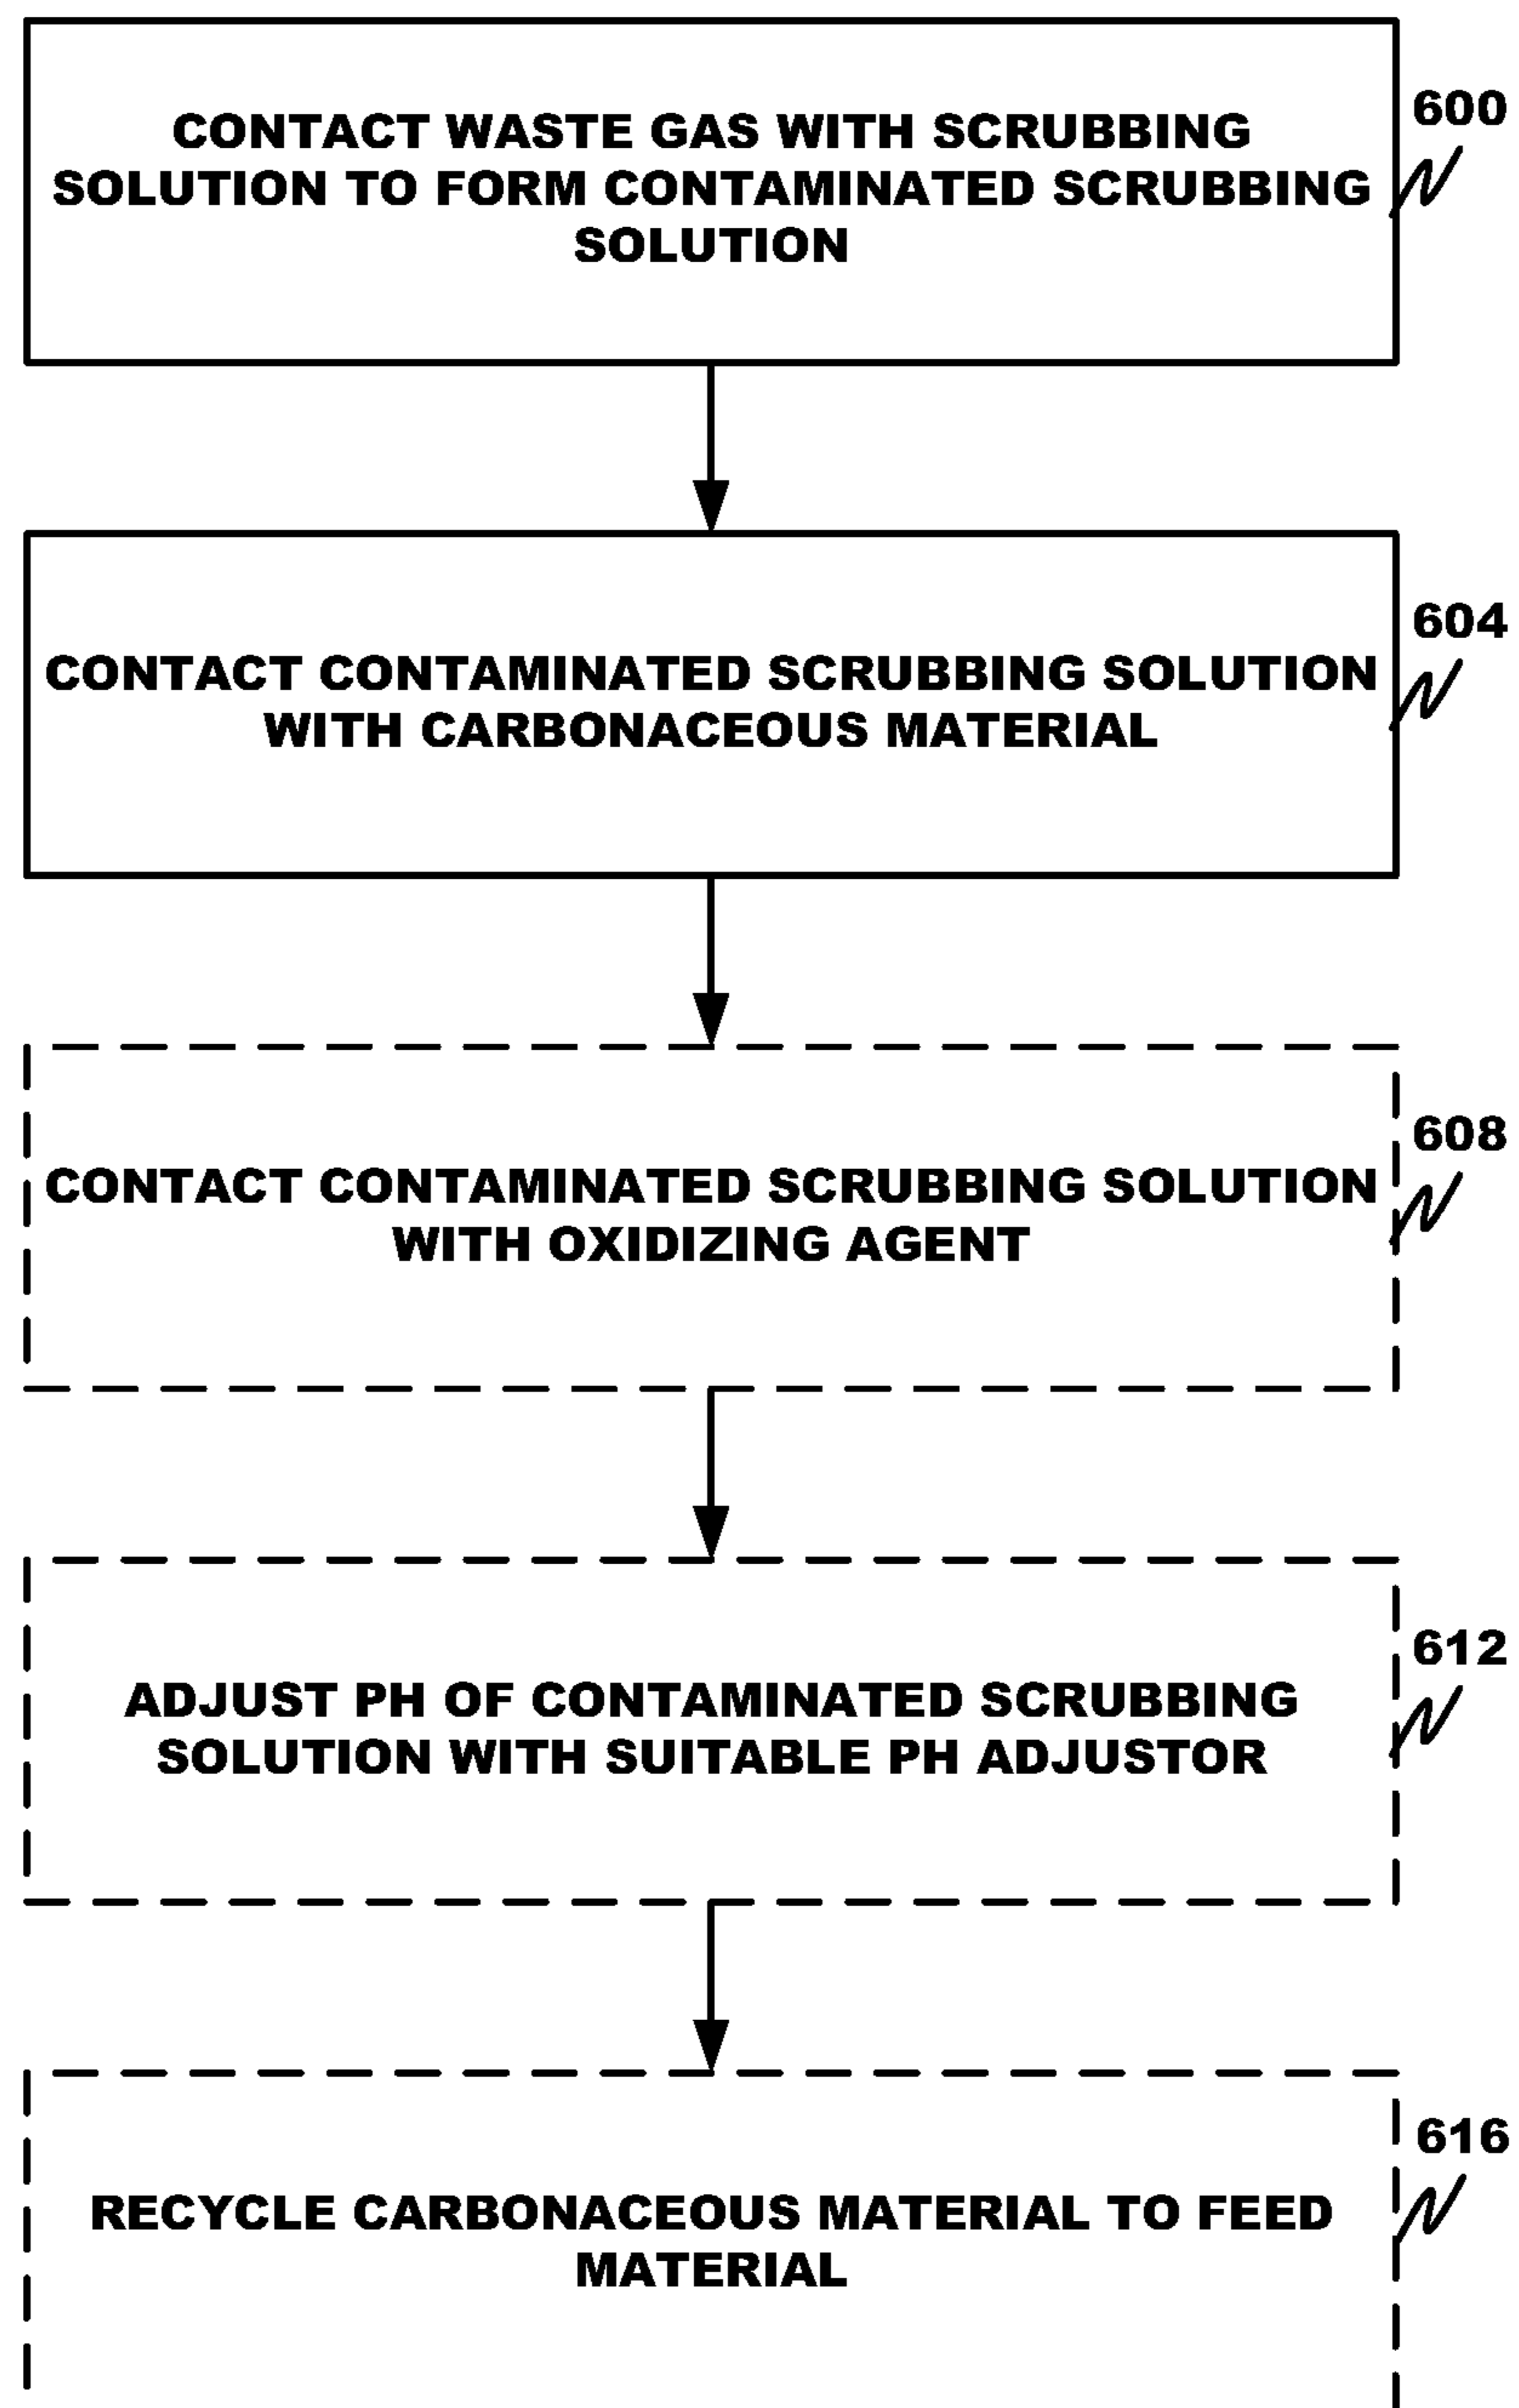 CONTACT WASTE GAS WITH SCRUBBING
SOLUTION TO FORM CONTAMINATED SCRUBBING
SOLUTION
600
CONTACT CONTAMINATED SCRUBBING SOLUTION
WITH CARBONACEOUS MATERIAL
604
CONTACT CONTAMINATED SCRUBBING SOLUTION
WITH OXIDIZING AGENT
608
ADJUST PH OF CONTAMINATED SCRUBBING
SOLUTION WITH SUITABLE PH ADJUSTOR
612
RECYCLE CARBONACEOUS MATERIAL TO FEED
MATERIAL
616